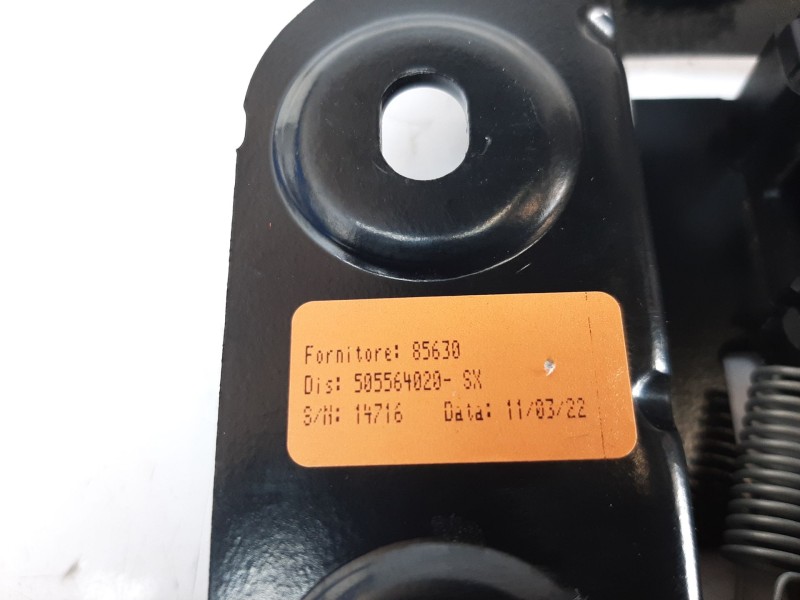 Fornitore: 85630
Dis: 505564020- SX
S/N: 14716 Data: 11/03/22